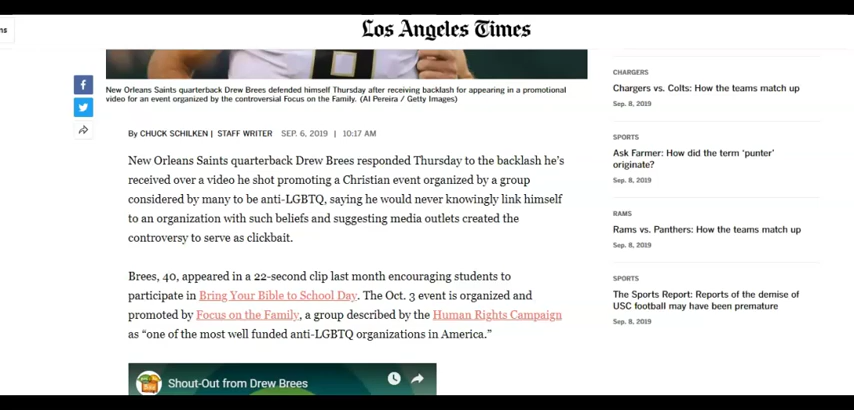 ns
Los Angeles Times
New Orleans Saints quarterback Drew Brees defended himself Thursday after receiving backlash for appearing in a promotional
video for an event organized by the controversial Focus on the Family. (Al Pereira / Getty Images)
By CHUCK SCHILKEN | STAFF WRITER SEP. 6, 2019 | 10:17 AM
New Orleans Saints quarterback Drew Brees responded Thursday to the backlash he’s
received over a video he shot promoting a Christian event organized by a group
considered by many to be anti-LGBTQ, saying he would never knowingly link himself
to an organization with such beliefs and suggesting media outlets created the
controversy to serve as clickbait.
Brees, 40, appeared in a 22-second clip last month encouraging students to
participate in Bring Your Bible to School Day. The Oct. 3 event is organized and
promoted by Focus on the Family, a group described by the Human Rights Campaign
as “one of the most well funded anti-LGBTQ organizations in America.”
Shout-Out from Drew Brees
CHARGERS
Chargers vs. Colts: How the teams match up
Sep. 8, 2019
SPORTS
Ask Farmer: How did the term ‘punter’
originate?
Sep. 8, 2019
RAMS
Rams vs. Panthers: How the teams match up
Sep. 8, 2019
SPORTS
The Sports Report: Reports of the demise of
USC football may have been premature
Sep. 8, 2019